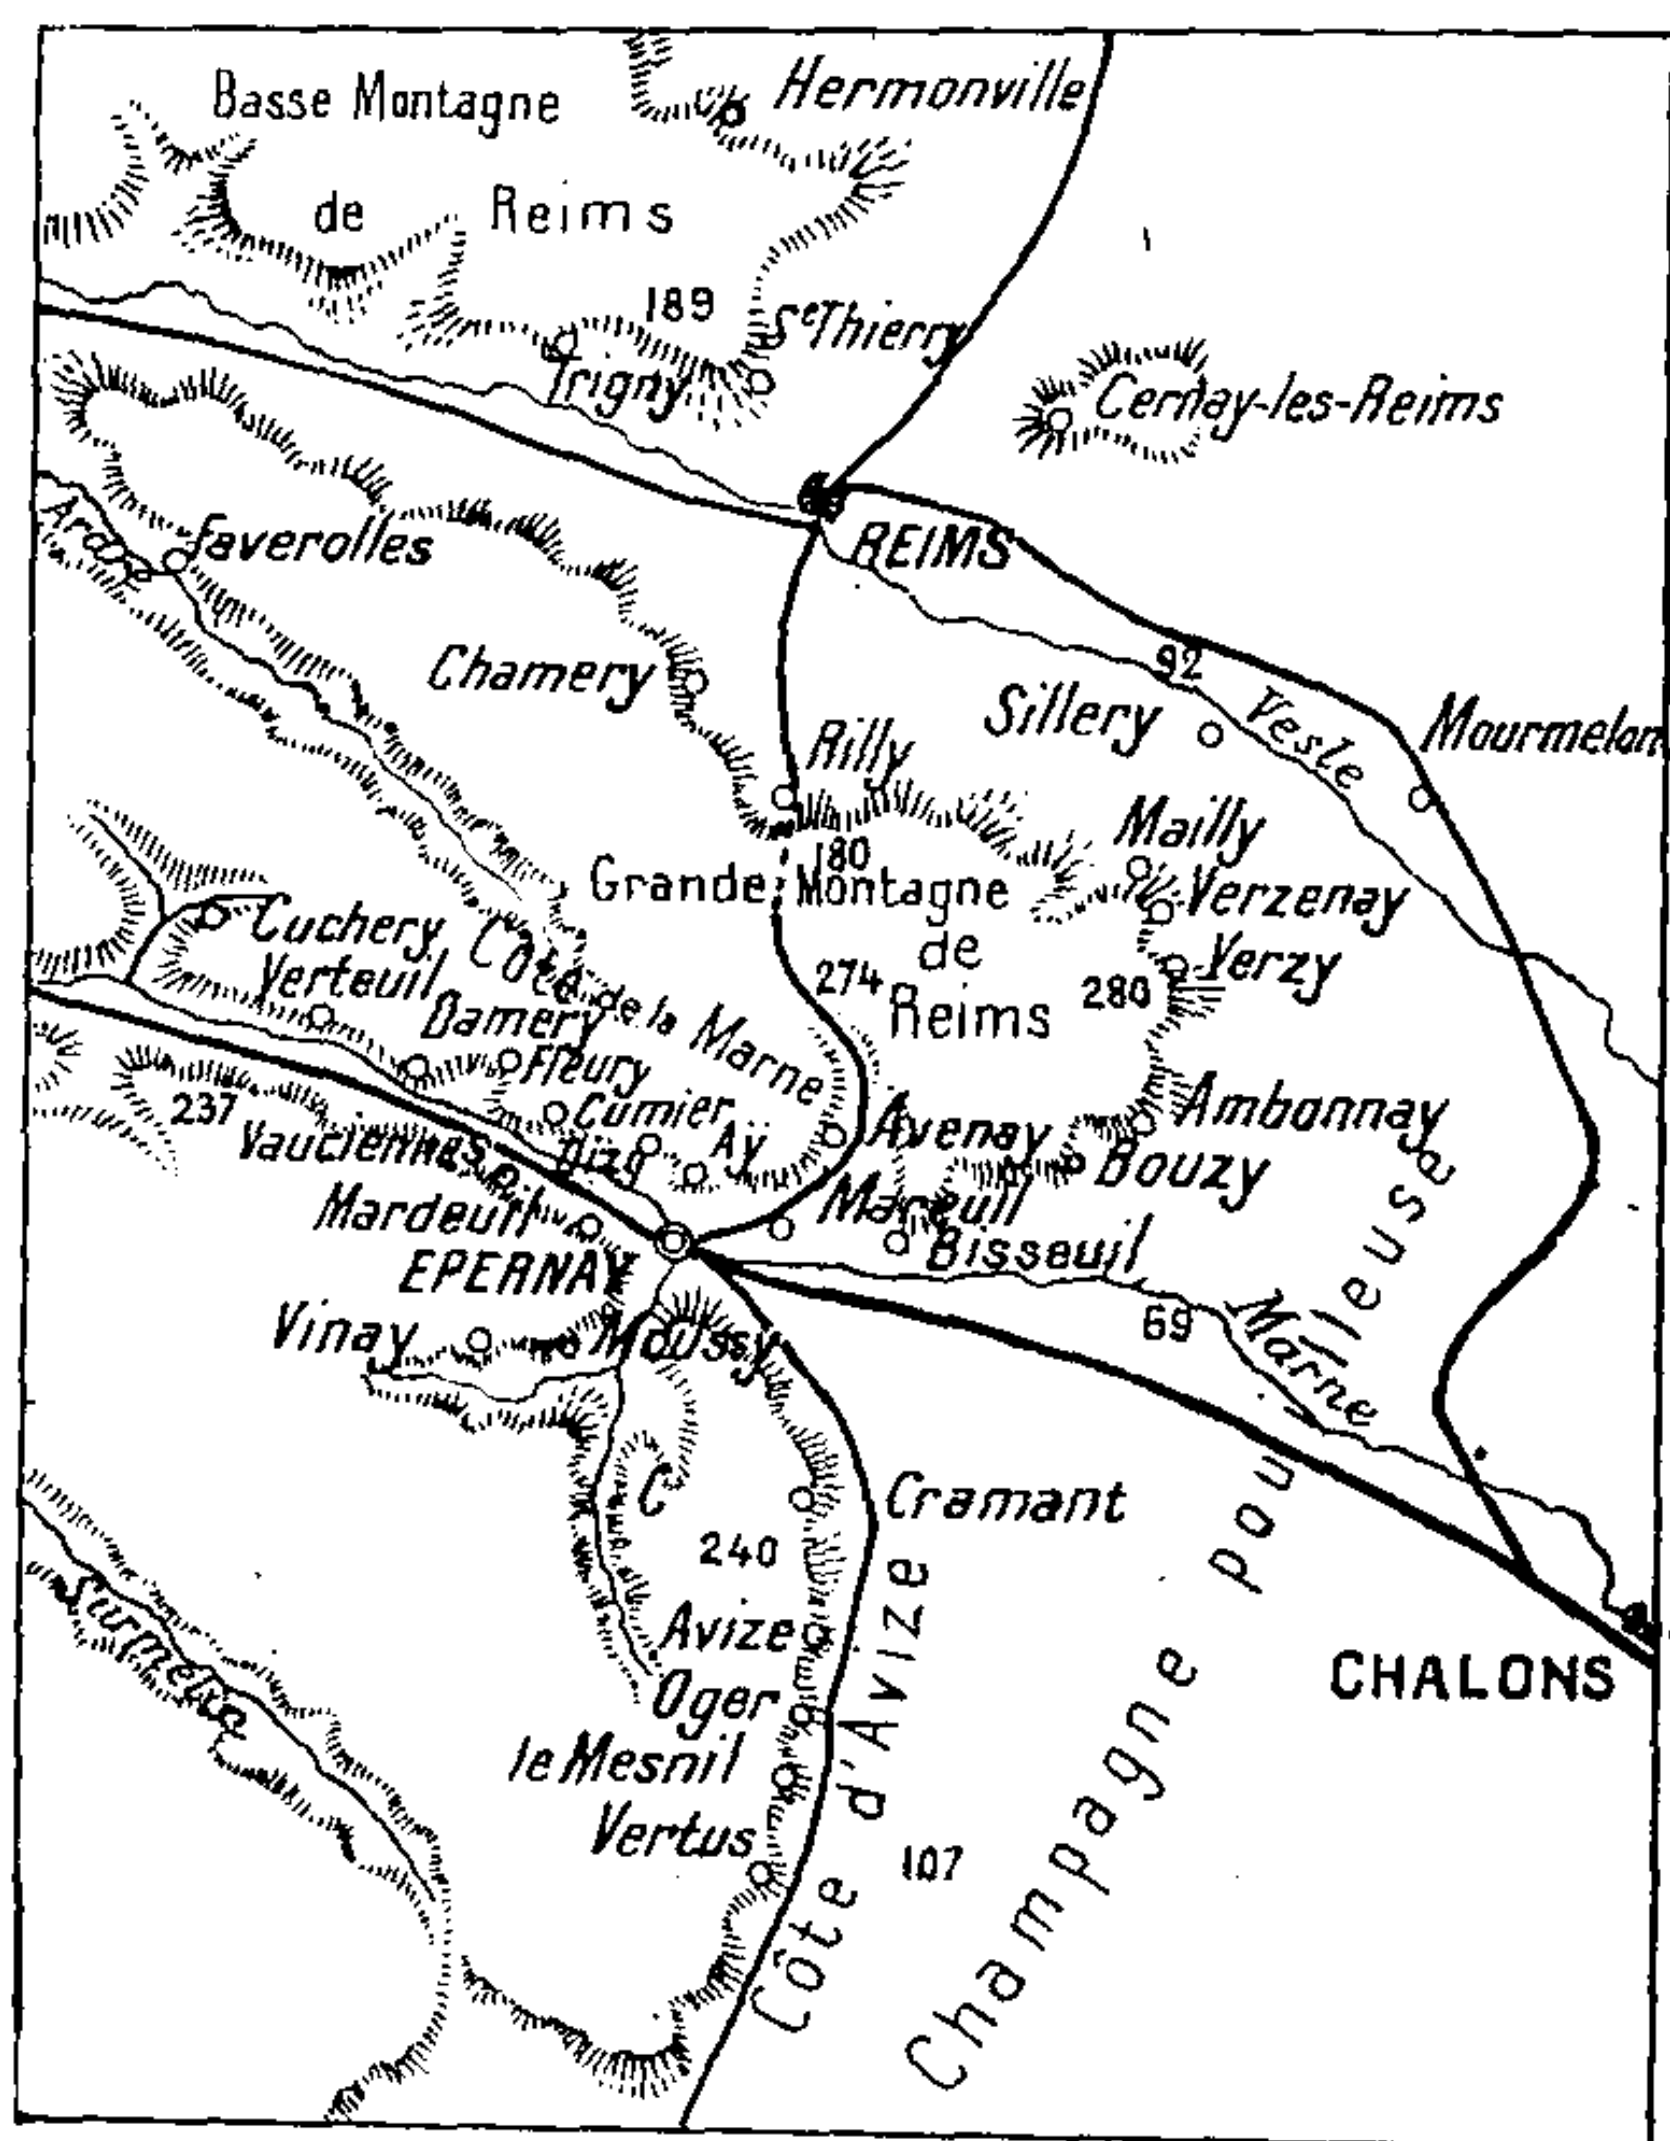 Basse Montagne
de Reims
Hermonville
189
St Thierry
Trigny
Cernay-les-Reims
REIMS
Faverolles
Chamery
92
Vesle
Sillery
Mourmelon
Rilly
Mailly
180
Grande Montagne
de
Reims
Verzenay
Verzy
274
280
Cuchery
Verteuil
Côte de la Marne
Damery
Fleury
Cumier
237
Vauciennes
Dizy
Aÿ
Avenay
Ambonnay
Bouzy
Mardeuil
Mareuil
Bisseuil
EPERNAY
Vinay
Moussy
69
Marne
Cramant
240
Avize
Oger
le Mesnil
Vertus
Côte d'Avize
107
Champagne pouilleuse
CHALONS
Surmelin